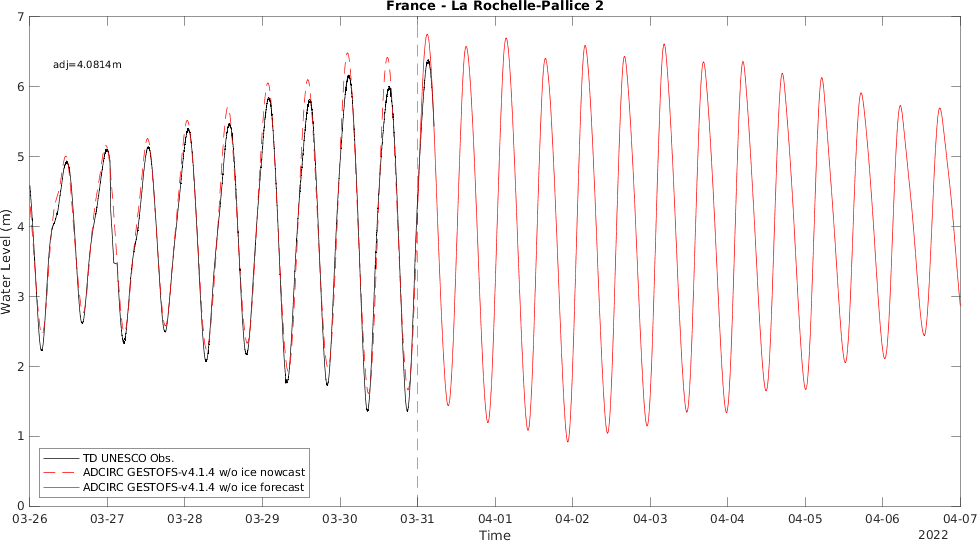 France - La Rochelle-Pallice 2
adj=4.0814m
7
6
5
4
3
2
1
0
Water Level (m)
TD UNESCO Obs.
ADCIRC GESTOFS-v4.1.4 w/o ice nowcast
ADCIRC GESTOFS-v4.1.4 w/o ice forecast
03-26 03-27 03-28 03-29 03-30 03-31 04-01 04-02 04-03 04-04 04-05 04-06 04-07
Time
2022